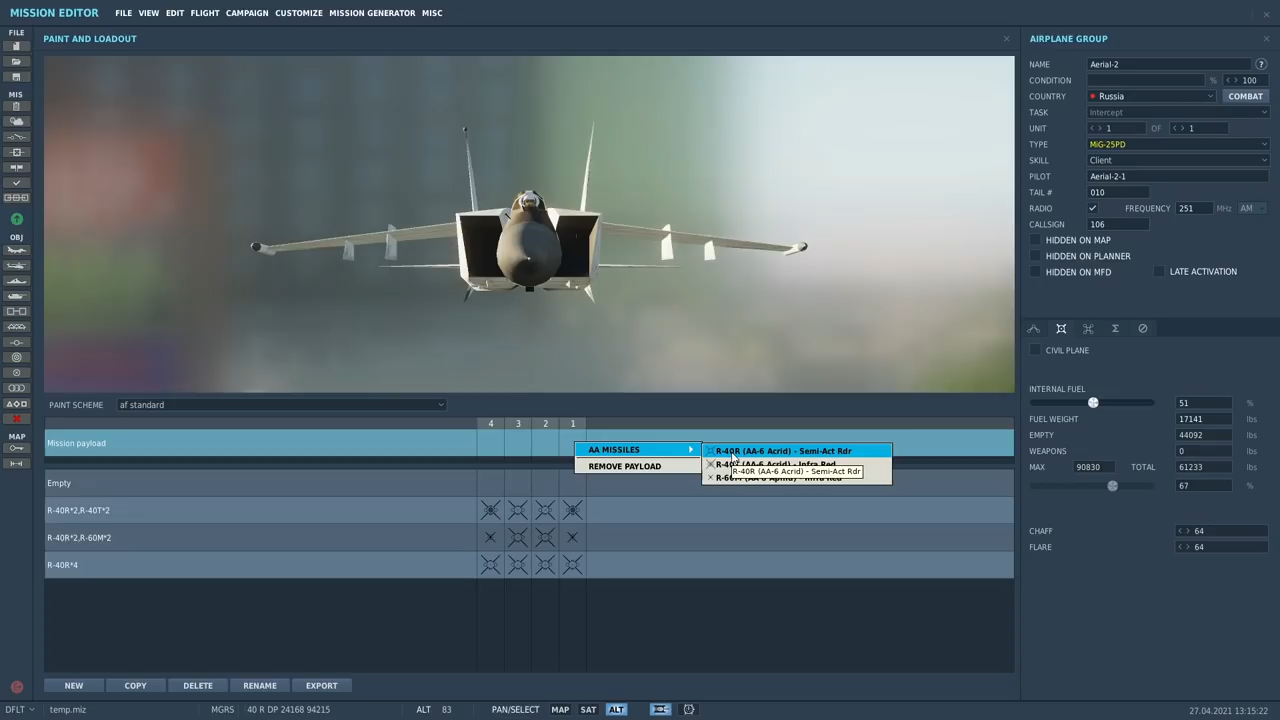 MISSION EDITOR FILE VIEW EDIT FLIGHT CAMPAIGN CUSTOMIZE MISSION GENERATOR MISC
FILE
MIS
OBJ
MAP
PAINT AND LOADOUT
PAINT SCHEME af standard
4 3 2 1
Mission payload
AA MISSILES
REMOVE PAYLOAD
R-40R (AA-6 Acrid) - Semi-Act Rdr
R-40R (AA-6 Acrid) - Semi-Act Rdr
Empty
R-40R*2,R-40T*2
R-40R*2,R-60M*2
R-40R*4
NEW COPY DELETE RENAME EXPORT
AIRPLANE GROUP
NAME Aerial-2 ?
CONDITION % < > 100
COUNTRY Russia COMBAT
TASK Intercept
UNIT < > 1 OF < > 1
TYPE MiG-25PD
SKILL Client
PILOT Aerial-2-1
TAIL # 010
RADIO FREQUENCY 251 MHz AM
CALLSIGN 106
HIDDEN ON MAP
HIDDEN ON PLANNER
HIDDEN ON MFD LATE ACTIVATION
CIVIL PLANE
INTERNAL FUEL
51 %
FUEL WEIGHT 17141 lbs
EMPTY 44092 lbs
WEAPONS 0 lbs
MAX 90830 TOTAL 61233 lbs
67 %
CHAFF < > 64
FLARE < > 64
DFLT temp.miz MGRS 40 R DP 24168 94215 ALT 83 PAN/SELECT MAP SAT ALT 27.04.2021 13:15:22